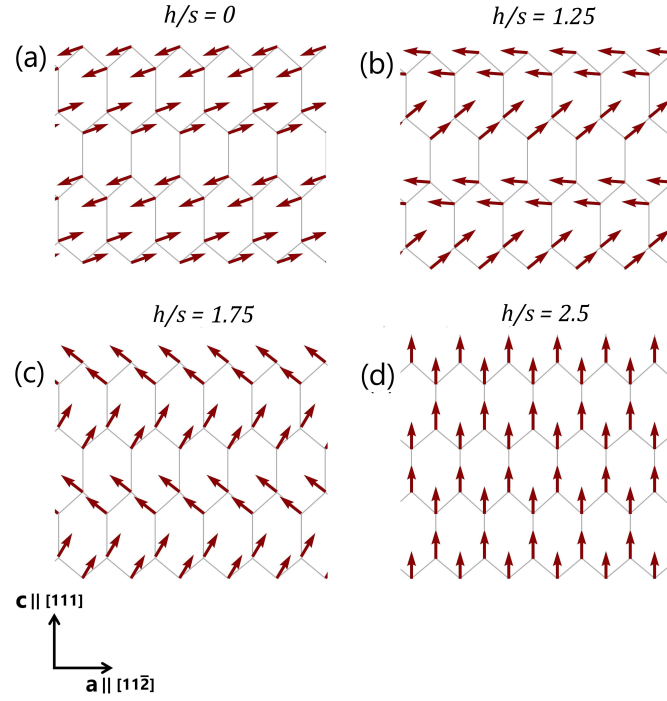 h/s = 0
h/s = 1.25
(a)
(b)
h/s = 1.75
h/s = 2.5
(c)
(d)
c || [111]
a || [112̄]